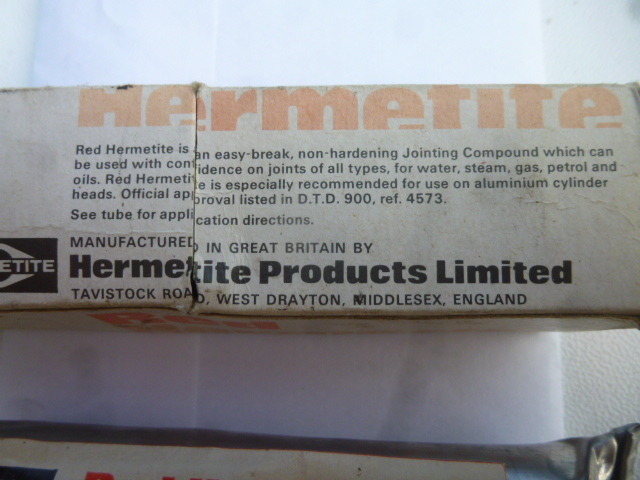 Hermetite
Red Hermetite is an easy-break, non-hardening Jointing Compound which can
be used with confidence on joints of all types, for water, steam, gas, petrol and
oils. Red Hermetite is especially recommended for use on aluminium cylinder
heads. Official approval listed in D.T.D. 900, ref. 4573.
See tube for application directions.
MANUFACTURED IN GREAT BRITAIN BY
ETITE Hermetite Products Limited
TAVISTOCK ROAD, WEST DRAYTON, MIDDLESEX, ENGLAND
Red